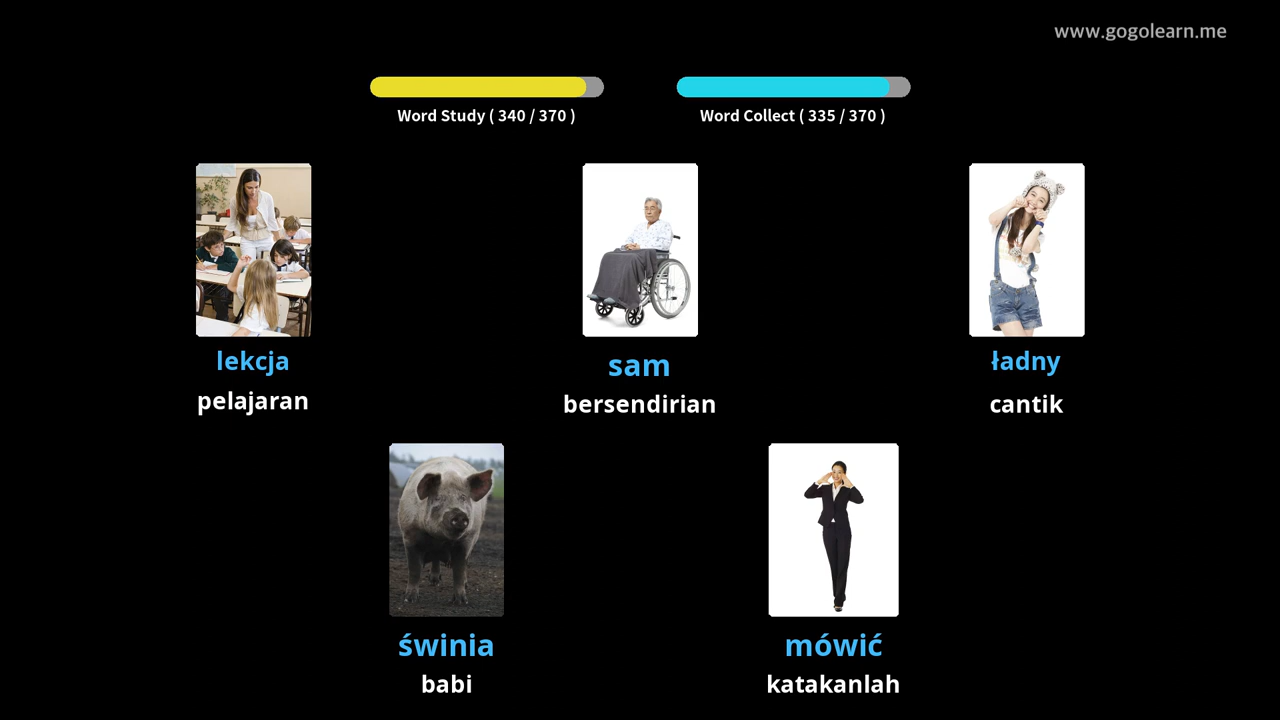 www.gogolearn.me
Word Study ( 340 / 370 )
Word Collect ( 335 / 370 )
lekcja
pelajaran
sam
bersendirian
ładny
cantik
świnia
babi
mówić
katakanlah